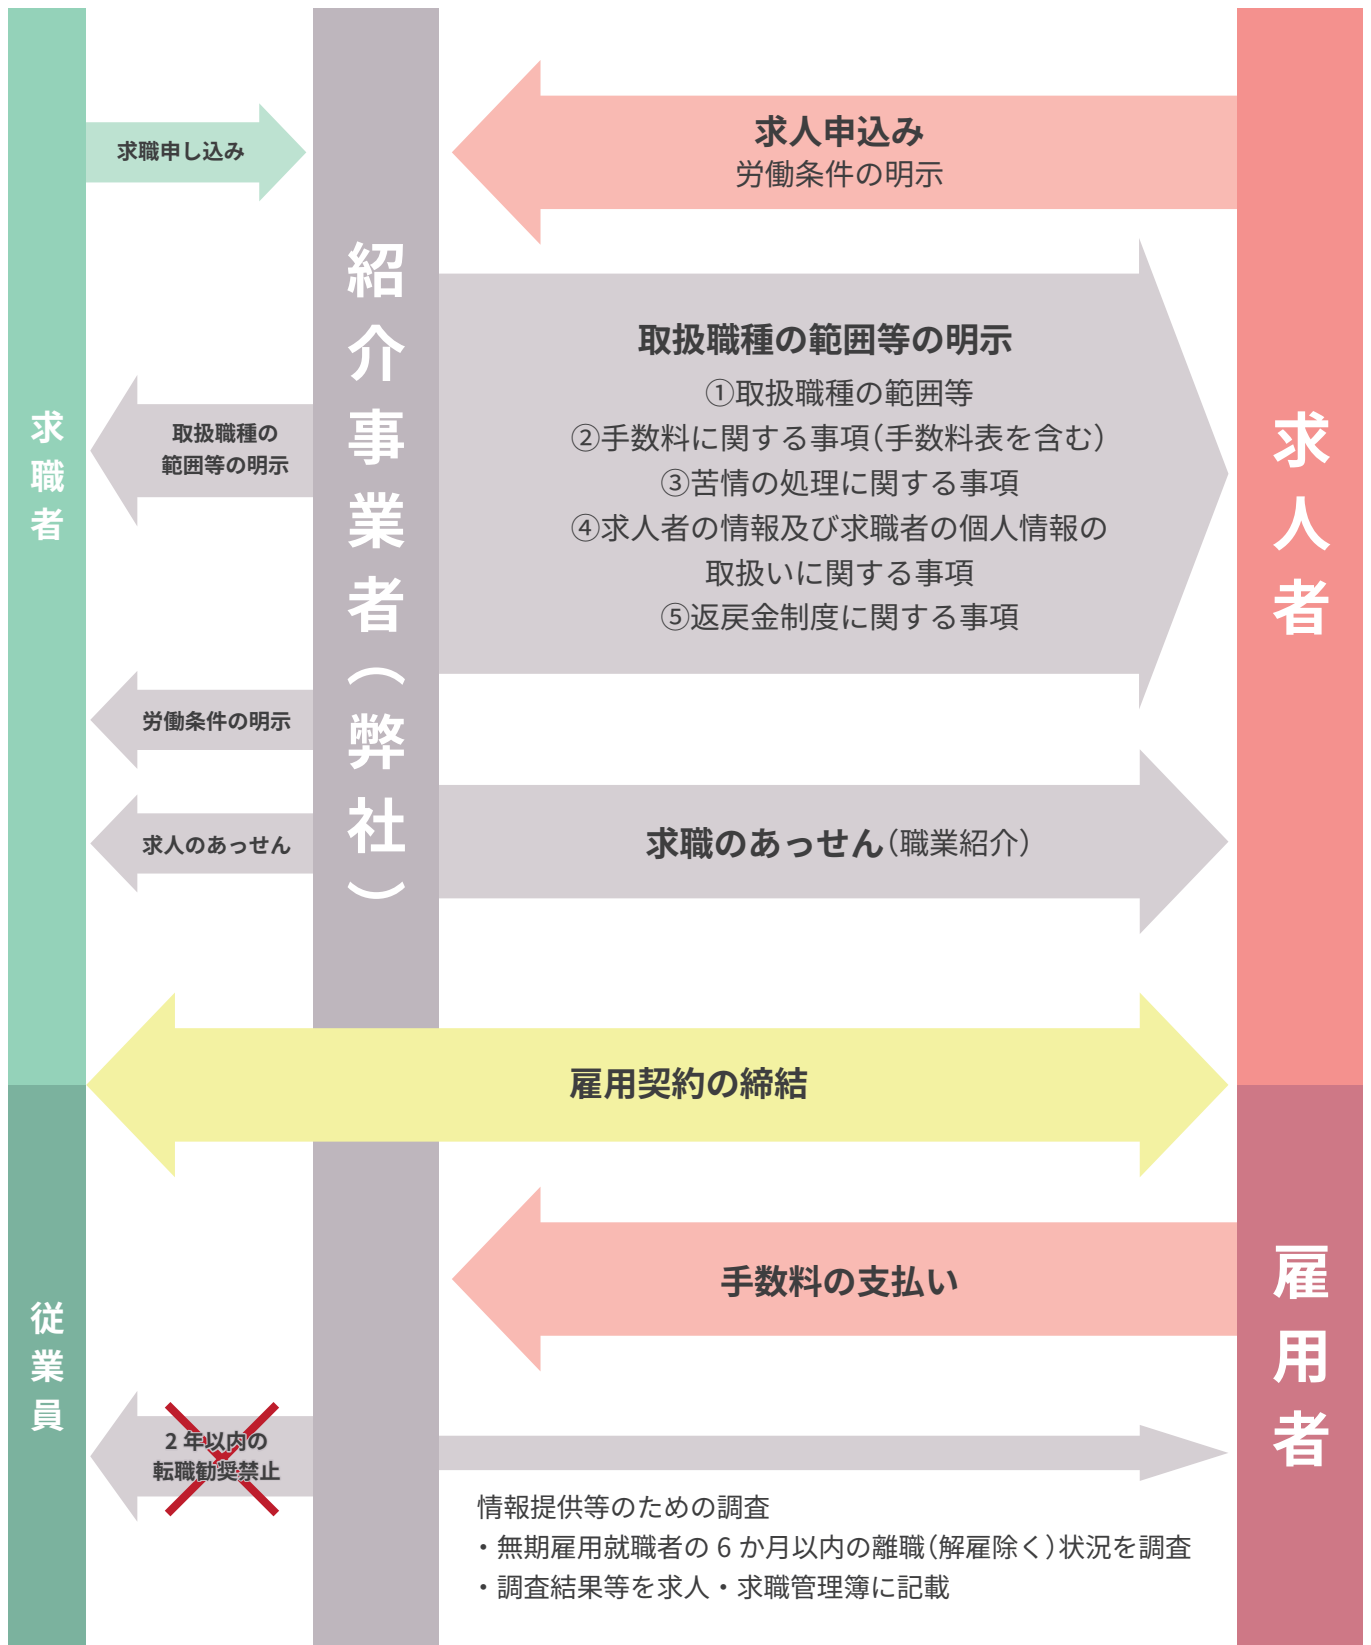 求職者
従業員
紹介事業者（弊社）
求人者
雇用者
求職申し込み
求人申込み
労働条件の明示
取扱職種の範囲等の明示
①取扱職種の範囲等
②手数料に関する事項（手数料表を含む）
③苦情の処理に関する事項
④求人者の情報及び求職者の個人情報の
取扱いに関する事項
⑤返戻金制度に関する事項
取扱職種の
範囲等の明示
労働条件の明示
求人のあっせん
求職のあっせん（職業紹介）
雇用契約の締結
手数料の支払い
2 年以内の
転職勧奨禁止
情報提供等のための調査
・無期雇用就職者の 6 か月以内の離職（解雇除く）状況を調査
・調査結果等を求人・求職管理簿に記載